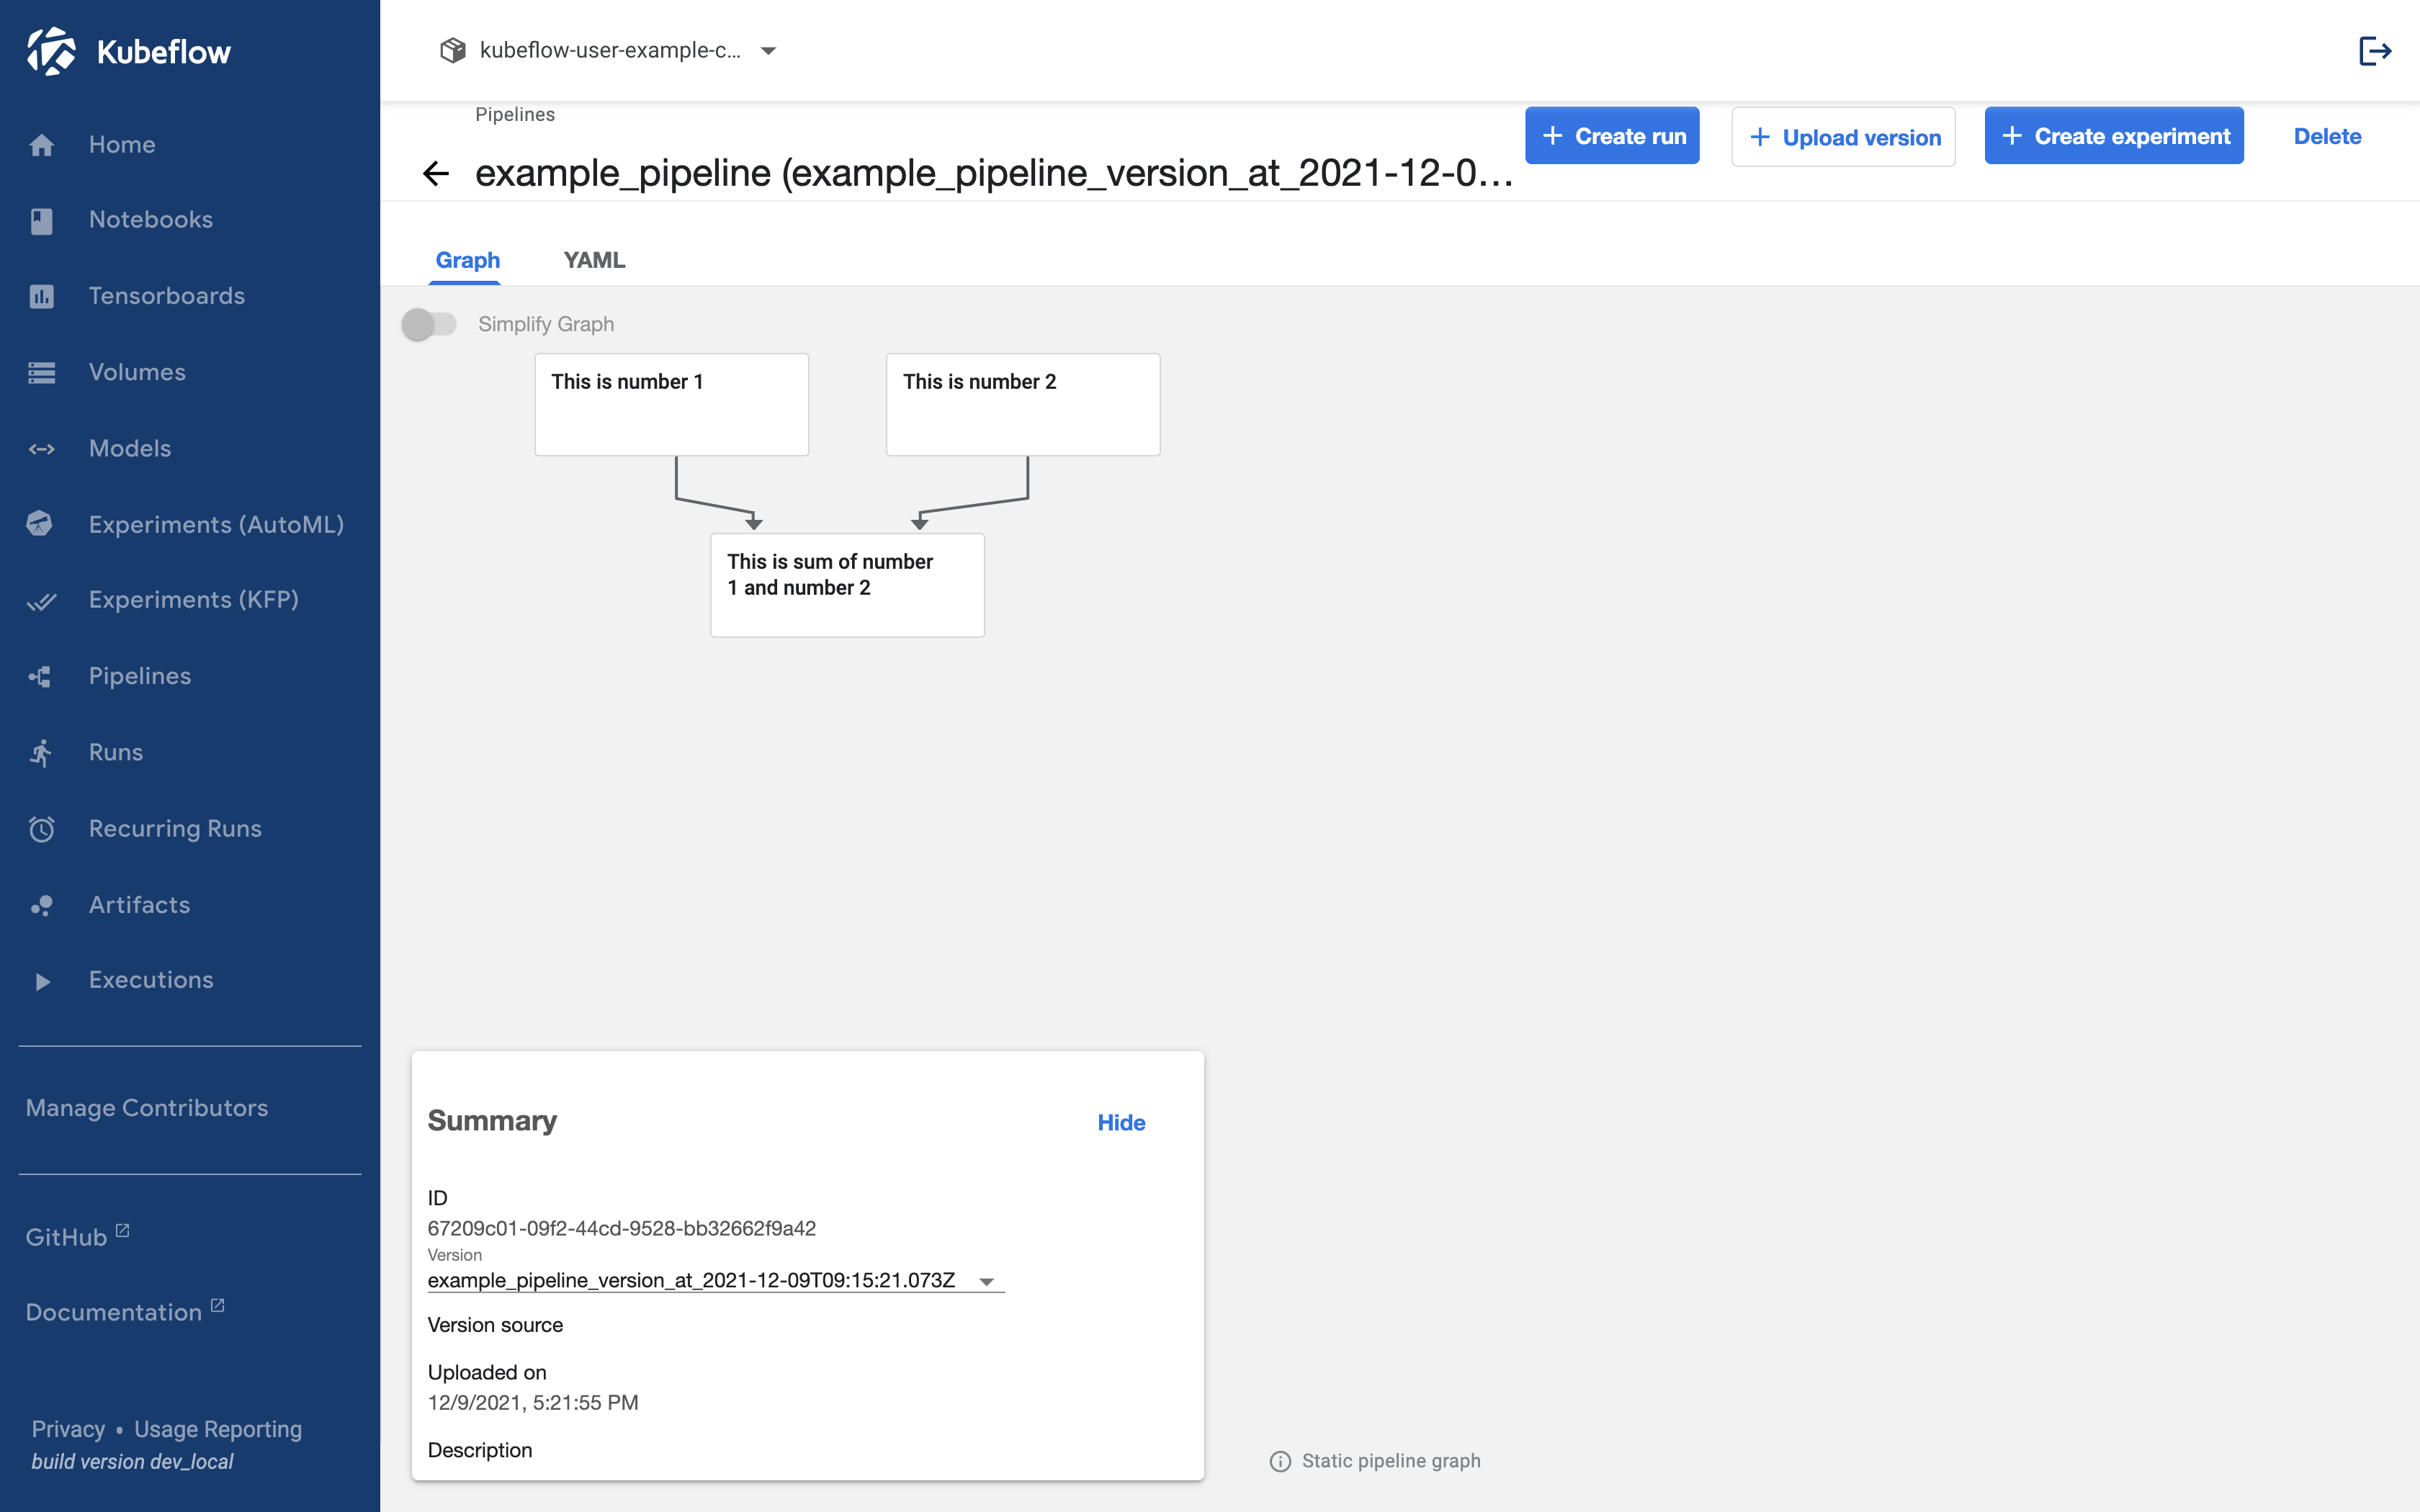 Kubeflow
Home
Notebooks
Tensorboards
Volumes
Models
Experiments (AutoML)
Experiments (KFP)
Pipelines
Runs
Recurring Runs
Artifacts
Executions
Manage Contributors
GitHub
Documentation
Privacy • Usage Reporting
build version dev_local
kubeflow-user-example-c...
Pipelines
example_pipeline (example_pipeline_version_at_2021-12-0...
+ Create run
+ Upload version
+ Create experiment
Delete
Graph
YAML
Simplify Graph
This is number 1
This is number 2
This is sum of number
1 and number 2
Summary
Hide
ID
67209c01-09f2-44cd-9528-bb32662f9a42
Version
example_pipeline_version_at_2021-12-09T09:15:21.073Z
Version source
Uploaded on
12/9/2021, 5:21:55 PM
Description
Static pipeline graph